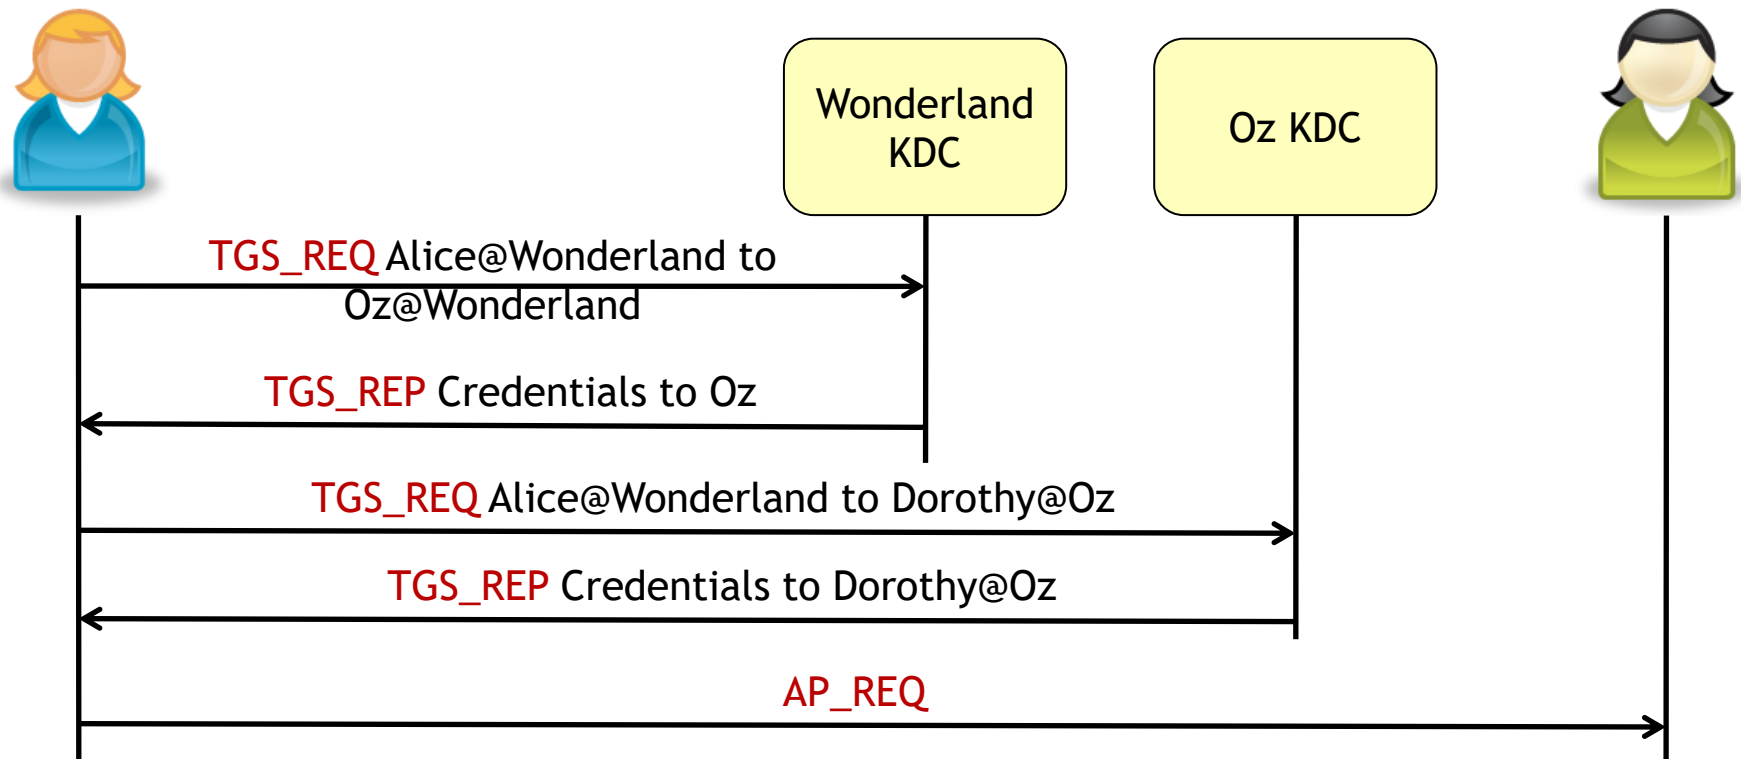 Wonderland
KDC
Oz KDC
TGS_REQ Alice@Wonderland to
Oz@Wonderland
TGS_REP Credentials to Oz
TGS_REQ Alice@Wonderland to Dorothy@Oz
TGS_REP Credentials to Dorothy@Oz
AP_REQ